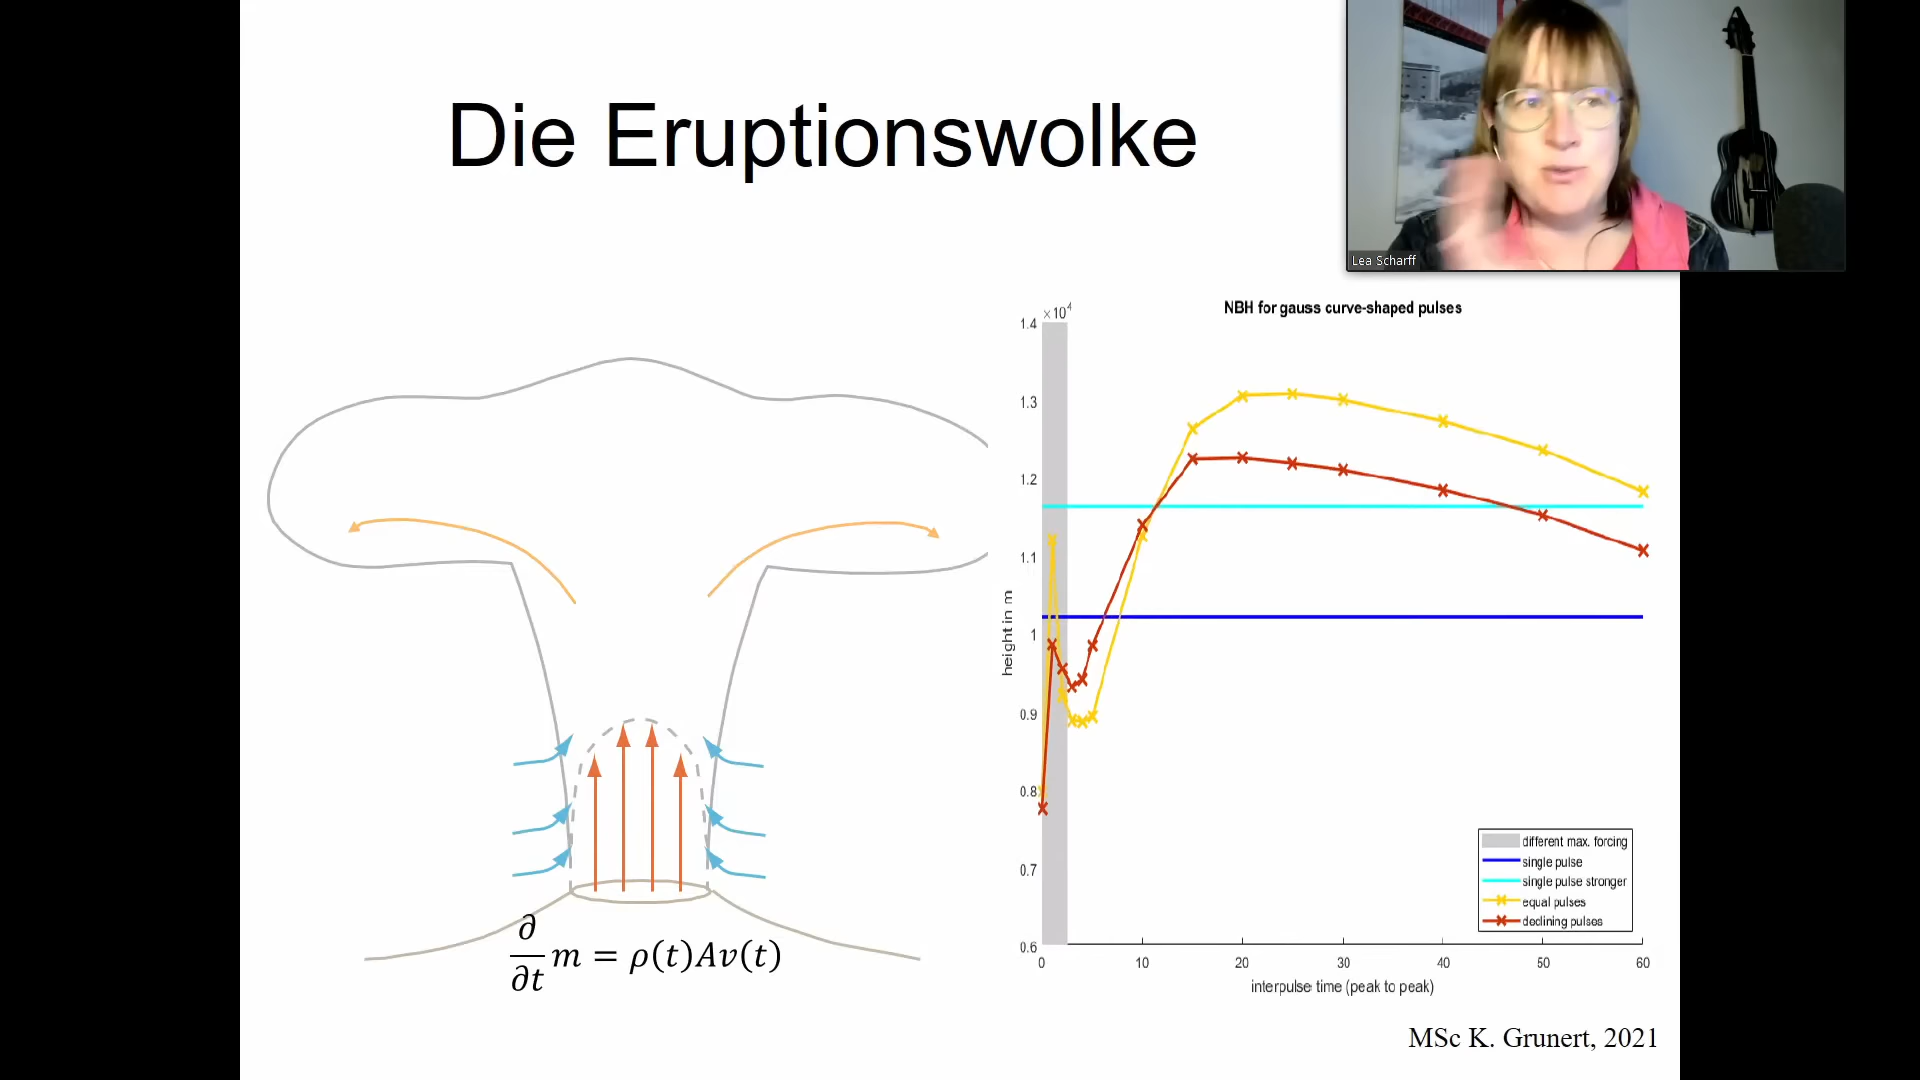 Die Eruptionswolke
Lea Scharff
NBH for gauss curve-shaped pulses
×10⁴
1.4
1.3
1.2
1.1
1
0.9
0.8
0.7
0.6
height in m
0 10 20 30 40 50 60
interpulse time (peak to peak)
different max. forcing
single pulse
single pulse stronger
equal pulses
declining pulses
∂/∂t m = ρ(t)Av(t)
MSc K. Grunert, 2021